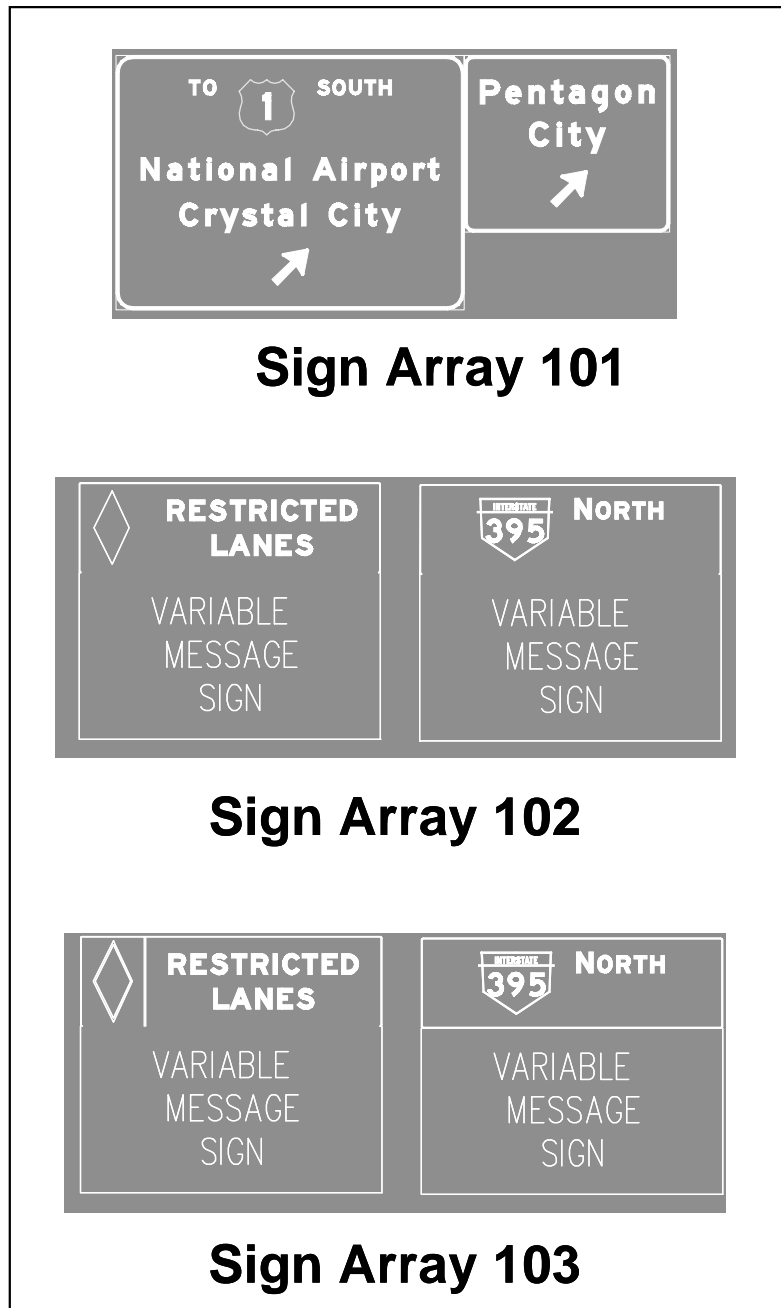 TO 1 SOUTH
National Airport
Crystal City
Pentagon
City
Sign Array 101
RESTRICTED
LANES
VARIABLE
MESSAGE
SIGN
INTERSTATE
395 NORTH
VARIABLE
MESSAGE
SIGN
Sign Array 102
RESTRICTED
LANES
VARIABLE
MESSAGE
SIGN
INTERSTATE
395 NORTH
VARIABLE
MESSAGE
SIGN
Sign Array 103